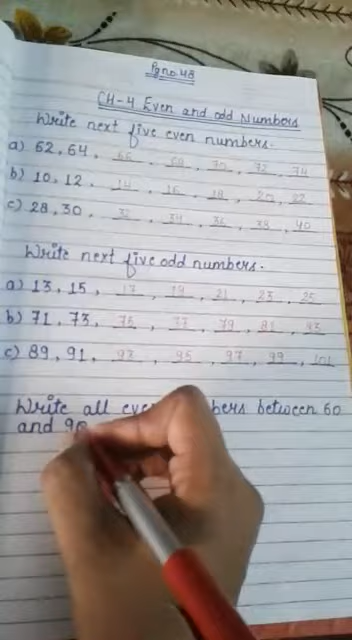 Pg no. 48
CH-4 Even and odd Numbers
Write next five even numbers.
a) 62, 64, 66, 68, 70, 72, 74
b) 10, 12, 14, 16, 18, 20, 22
c) 28, 30, 32, 34, 36, 38, 40
Write next five odd numbers.
a) 13, 15, 17, 19, 21, 23, 25
b) 71, 73, 75, 77, 79, 81, 83
c) 89, 91, 93, 95, 97, 99, 101
Write all between 60
and 90